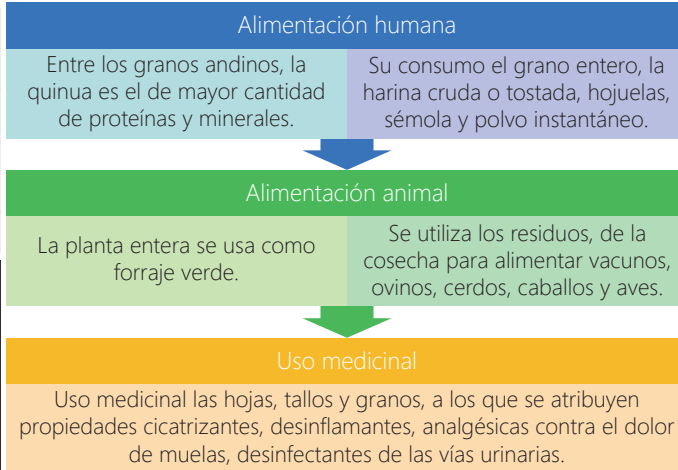 Alimentación humana
Entre los granos andinos, la
quinua es el de mayor cantidad
de proteínas y minerales.
Su consumo el grano entero, la
harina cruda o tostada, hojuelas,
sémola y polvo instantáneo.
Alimentación animal
La planta entera se usa como
forraje verde.
Se utiliza los residuos, de la
cosecha para alimentar vacunos,
ovinos, cerdos, caballos y aves.
Uso medicinal
Uso medicinal las hojas, tallos y granos, a los que se atribuyen
propiedades cicatrizantes, desinflamantes, analgésicas contra el dolor
de muelas, desinfectantes de las vías urinarias.